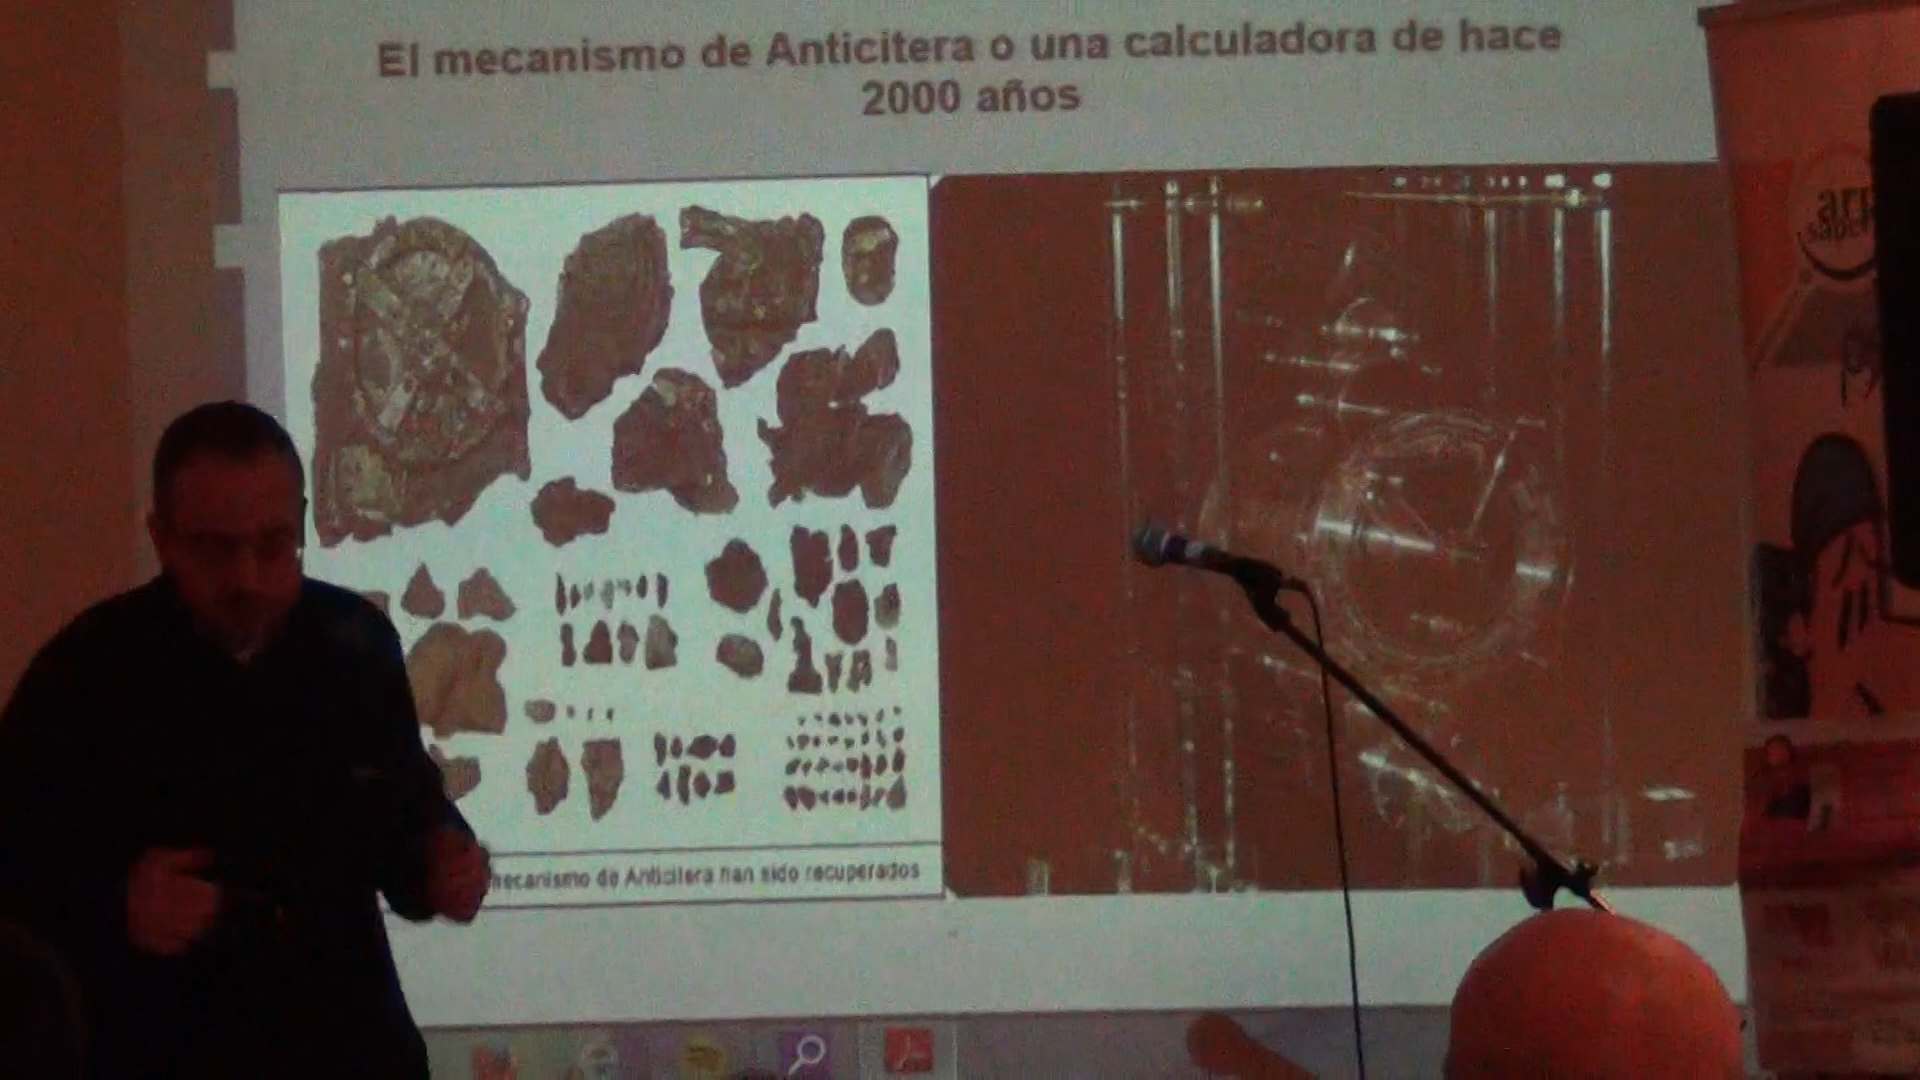 El mecanismo de Anticitera o una calculadora de hace
2000 años
mecanismo de Anticitera han sido recuperados